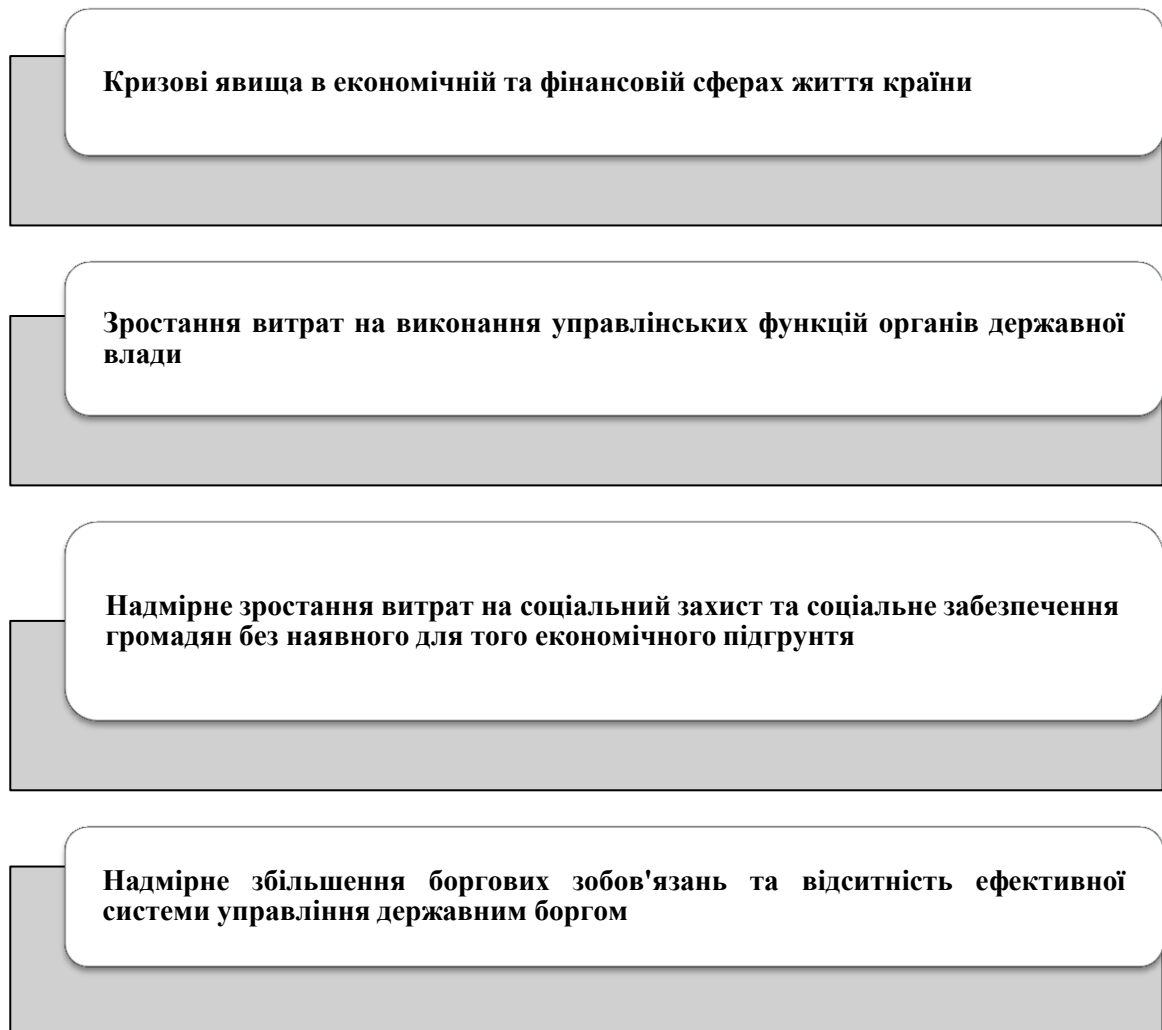 Кризові явища в економічній та фінансовій сферах життя країни
Зростання витрат на виконання управлінських функцій органів державної
влади
Надмірне зростання витрат на соціальний захист та соціальне забезпечення
громадян без наявного для того економічного підгрунтя
Надмірне збільшення боргових зобов'язань та відситність ефективної
системи управління державним боргом